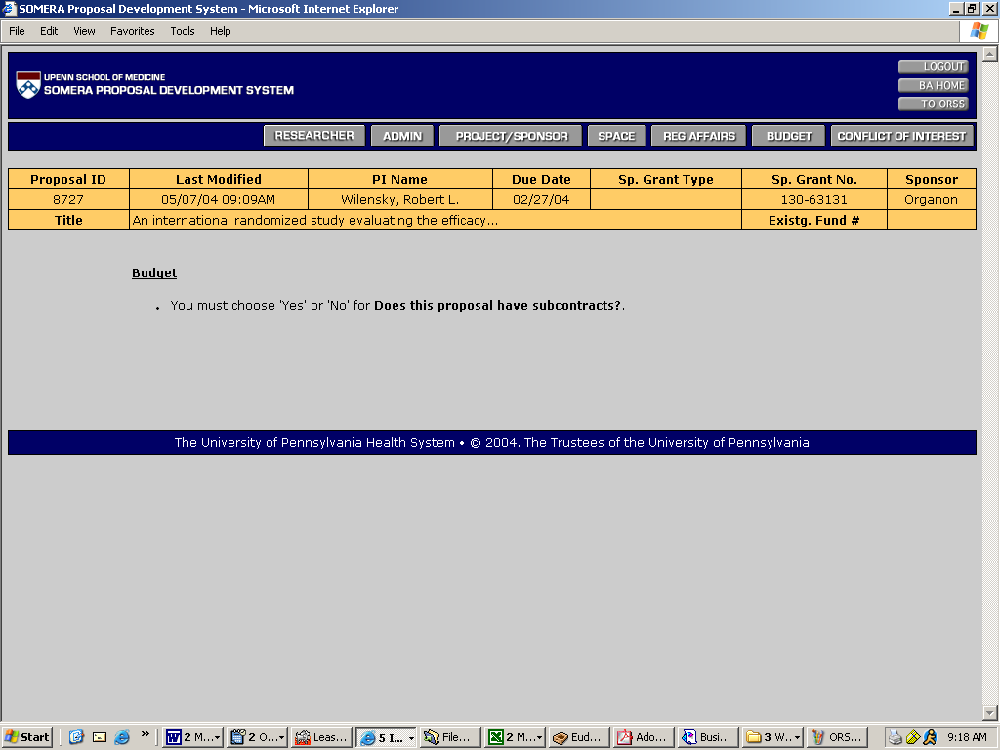 SOMERA Proposal Development System - Microsoft Internet Explorer
File Edit View Favorites Tools Help
UPENN SCHOOL OF MEDICINE
SOMERA PROPOSAL DEVELOPMENT SYSTEM
LOGOUT
BA HOME
TO ORSS
RESEARCHER ADMIN PROJECT/SPONSOR SPACE REG AFFAIRS BUDGET CONFLICT OF INTEREST
Proposal ID Last Modified PI Name Due Date Sp. Grant Type Sp. Grant No. Sponsor
8727 05/07/04 09:09AM Wilensky, Robert L. 02/27/04 130-63131 Organon
Title An international randomized study evaluating the efficacy... Existg. Fund #
Budget
• You must choose 'Yes' or 'No' for Does this proposal have subcontracts?.
The University of Pennsylvania Health System • © 2004. The Trustees of the University of Pennsylvania
Start » 2 M... 2 O... Leas... 5 I... File... 2 M... Eud... Ado... Busi... 3 W... ORS... 9:18 AM